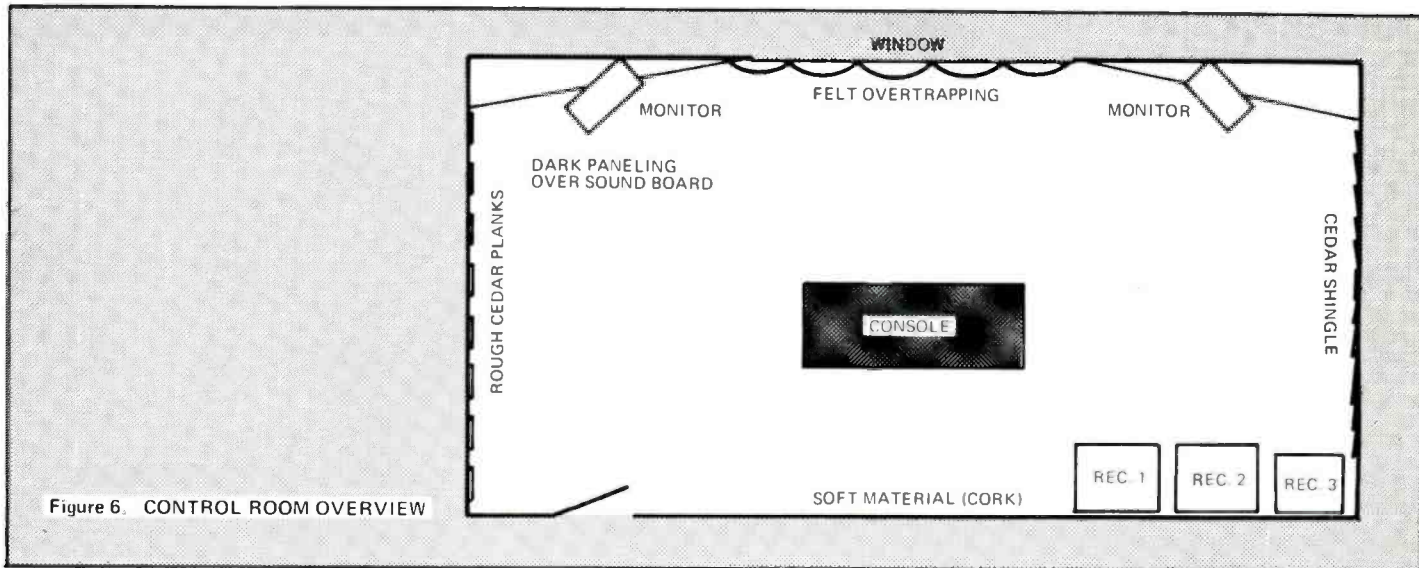 WINDOW
FELT OVERTRAPPING
MONITOR
MONITOR
DARK PANELING
OVER SOUND BOARD
ROUGH CEDAR PLANKS
CEDAR SHINGLE
CONSOLE
REC. 1
REC. 2
REC. 3
SOFT MATERIAL (CORK)
Figure 6. CONTROL ROOM OVERVIEW